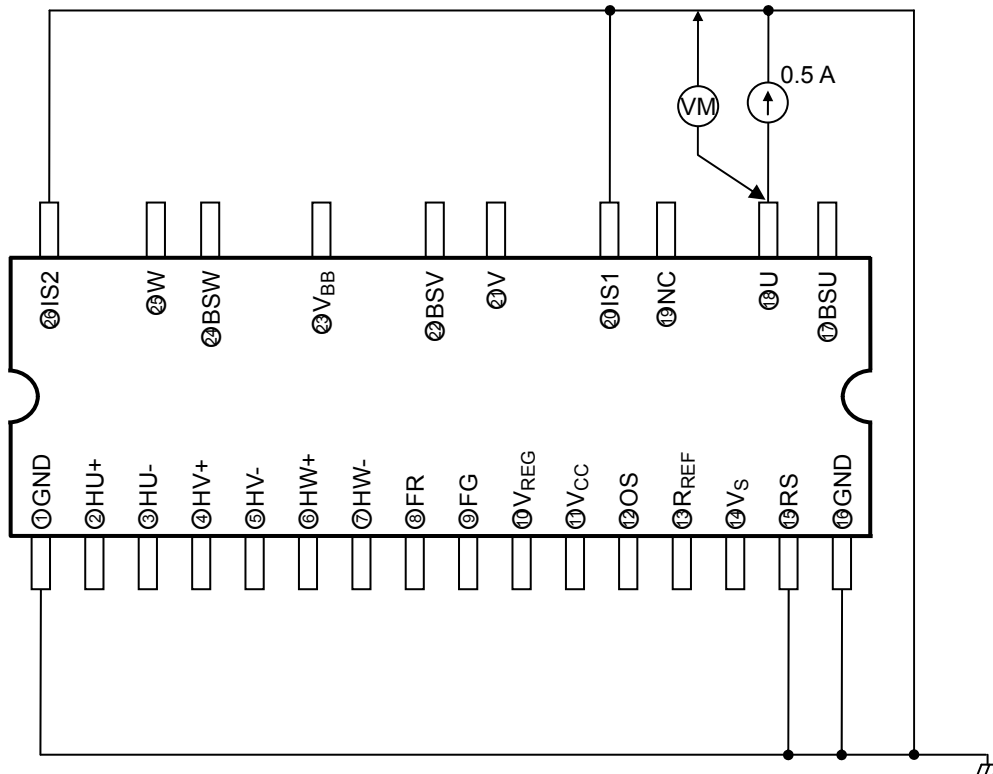 0.5 A
VM
㉖IS2
㉕W
㉔BSW
㉓VBB
㉒BSV
㉑V
⑳IS1
⑲NC
⑱U
⑰BSU
①GND
②HU+
③HU-
④HV+
⑤HV-
⑥HW+
⑦HW-
⑧FR
⑨FG
⑩VREG
⑪VCC
⑫OS
⑬RREF
⑭VS
⑮RS
⑯GND